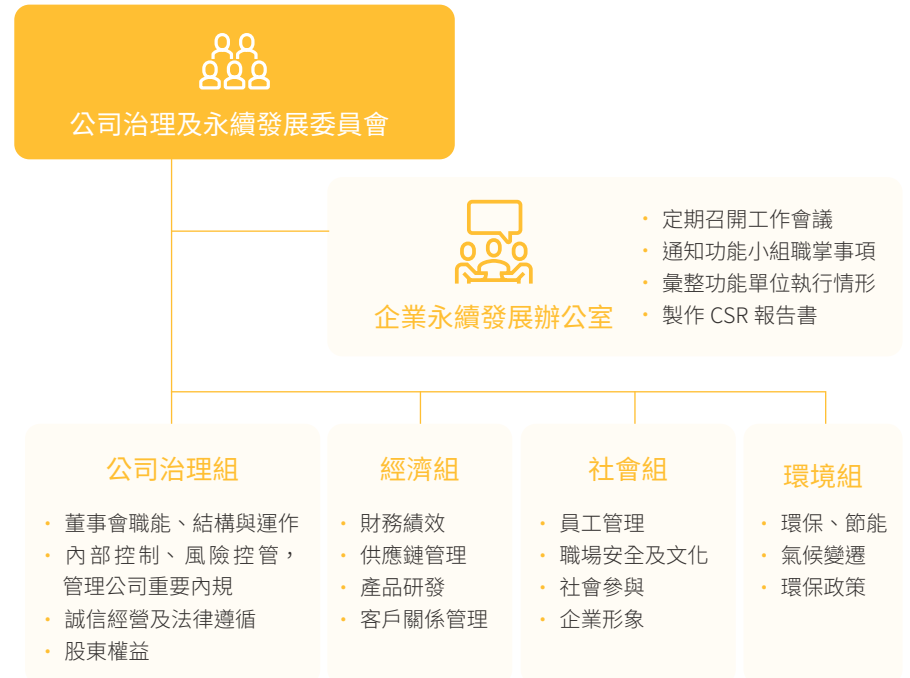 公司治理及永續發展委員會
企業永續發展辦公室
・定期召開工作會議
・通知功能小組職掌事項
・彙整功能單位執行情形
・製作 CSR 報告書
公司治理組
・董事會職能、結構與運作
・內部控制、風險控管，
管理公司重要內規
・誠信經營及法律遵循
・股東權益
經濟組
・財務績效
・供應鏈管理
・產品研發
・客戶關係管理
社會組
・員工管理
・職場安全及文化
・社會參與
・企業形象
環境組
・環保、節能
・氣候變遷
・環保政策